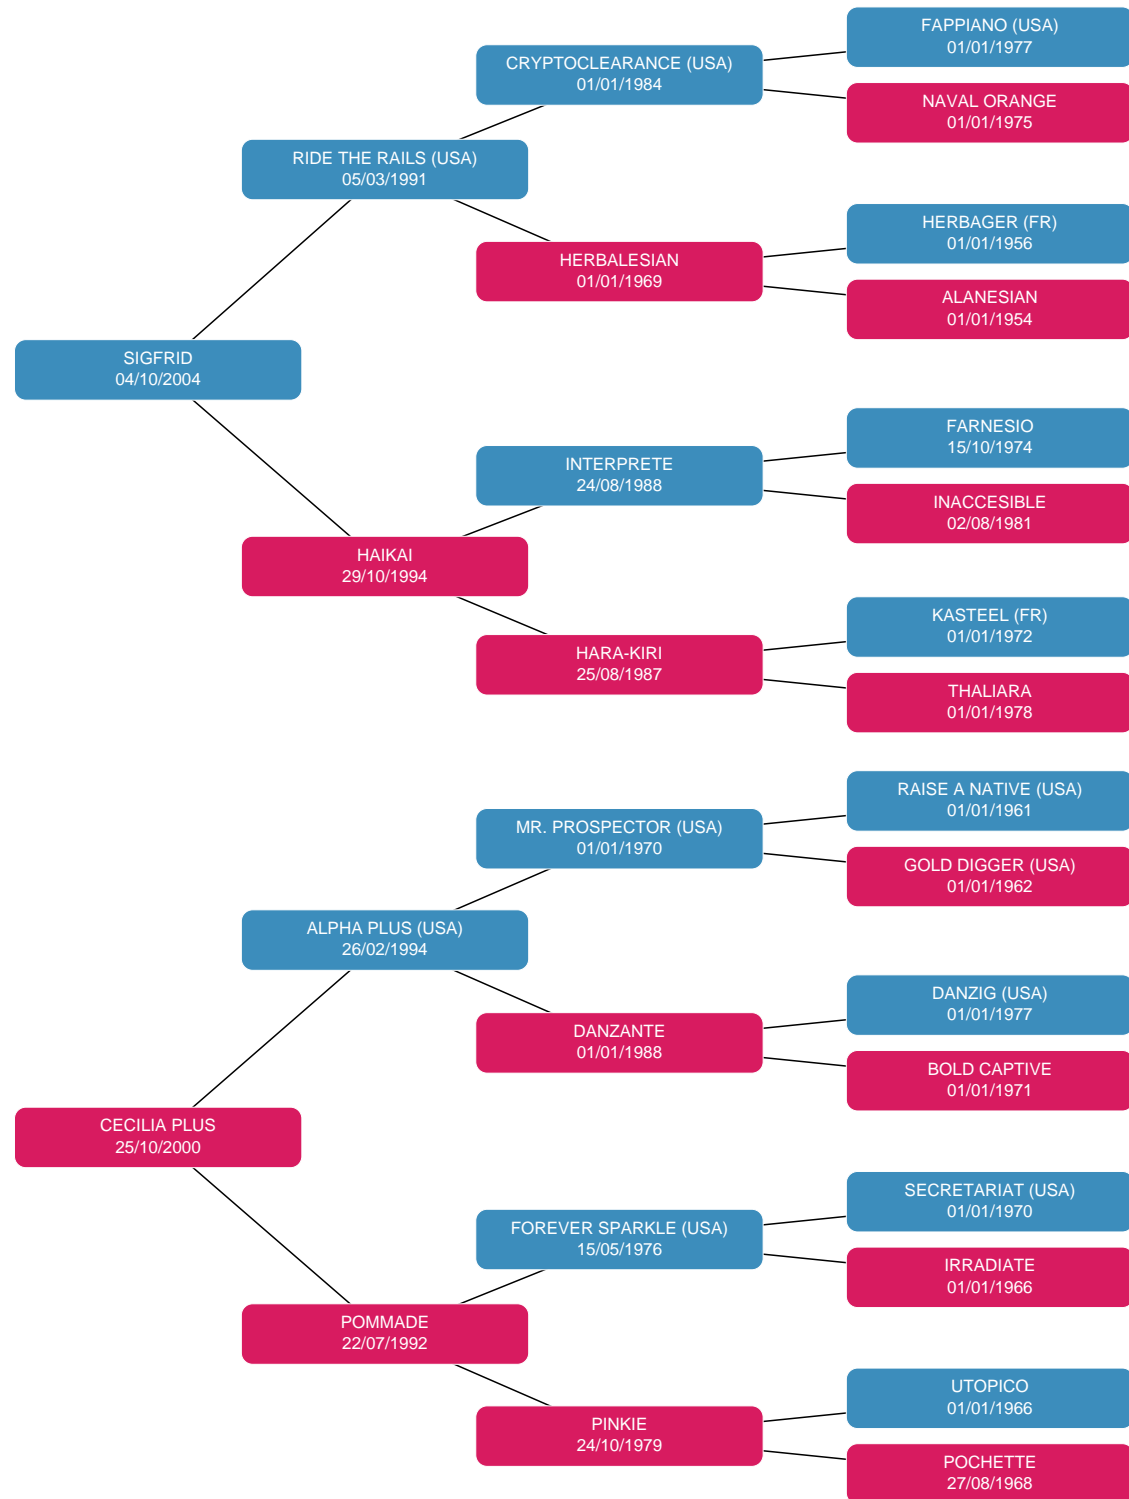 FAPPIANO (USA)
01/01/1977
CRYPTOCLEARANCE (USA)
01/01/1984
NAVAL ORANGE
01/01/1975
RIDE THE RAILS (USA)
05/03/1991
HERBAGER (FR)
01/01/1956
HERBALESIAN
01/01/1969
ALANESIAN
01/01/1954
SIGFRID
04/10/2004
FARNESIO
15/10/1974
INTERPRETE
24/08/1988
INACCESIBLE
02/08/1981
HAIKAI
29/10/1994
KASTEEL (FR)
01/01/1972
HARA-KIRI
25/08/1987
THALIARA
01/01/1978
RAISE A NATIVE (USA)
01/01/1961
MR. PROSPECTOR (USA)
01/01/1970
GOLD DIGGER (USA)
01/01/1962
ALPHA PLUS (USA)
26/02/1994
DANZIG (USA)
01/01/1977
DANZANTE
01/01/1988
BOLD CAPTIVE
01/01/1971
CECILIA PLUS
25/10/2000
SECRETARIAT (USA)
01/01/1970
FOREVER SPARKLE (USA)
15/05/1976
IRRADIATE
01/01/1966
POMMADE
22/07/1992
UTOPICO
01/01/1966
PINKIE
24/10/1979
POCHETTE
27/08/1968